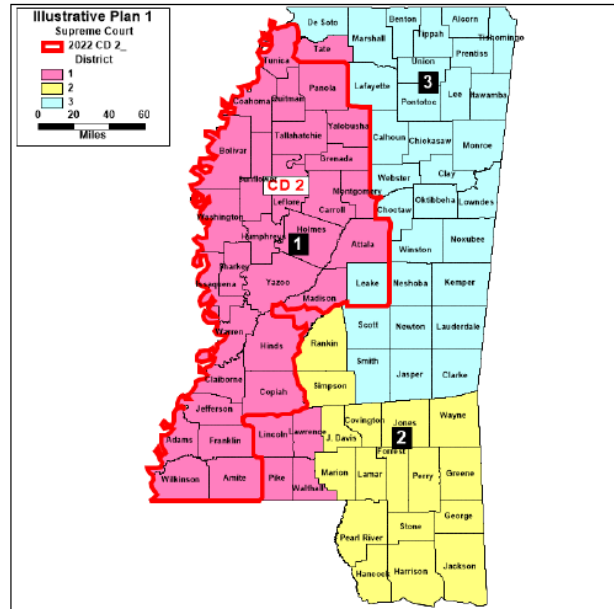 Illustrative Plan 1
Supreme Court
2022 CD 2_
District
1
2
3
0 20 40 60
Miles
De Soto
Benton
Alcorn
Tishomingo
Tate
Marshall
Tippah
Prentiss
Tunica
Union
3
Panola
Lafayette
Lee
Itawamba
Coahoma
Quitman
Pontotoc
Yalobusha
Tallahatchie
Calhoun
Chickasaw
Monroe
Bolivar
Grenada
Sunflower
Webster
Clay
CD 2
Montgomery
Leflore
Oktibbeha
Carroll
Choctaw
Lowndes
Washington
Holmes
Humphreys
1
Attala
Winston
Noxubee
Sharkey
Issaquena
Yazoo
Leake
Neshoba
Kemper
Madison
Warren
Scott
Newton
Lauderdale
Hinds
Rankin
Smith
Jasper
Clarke
Claiborne
Simpson
Copiah
Jefferson
Covington
Jones
Wayne
Adams
Franklin
Lincoln
Lawrence
J. Davis
2
Forrest
Marion
Lamar
Perry
Greene
Wilkinson
Amite
Pike
Walthall
George
Stone
Pearl River
Jackson
Hancock
Harrison